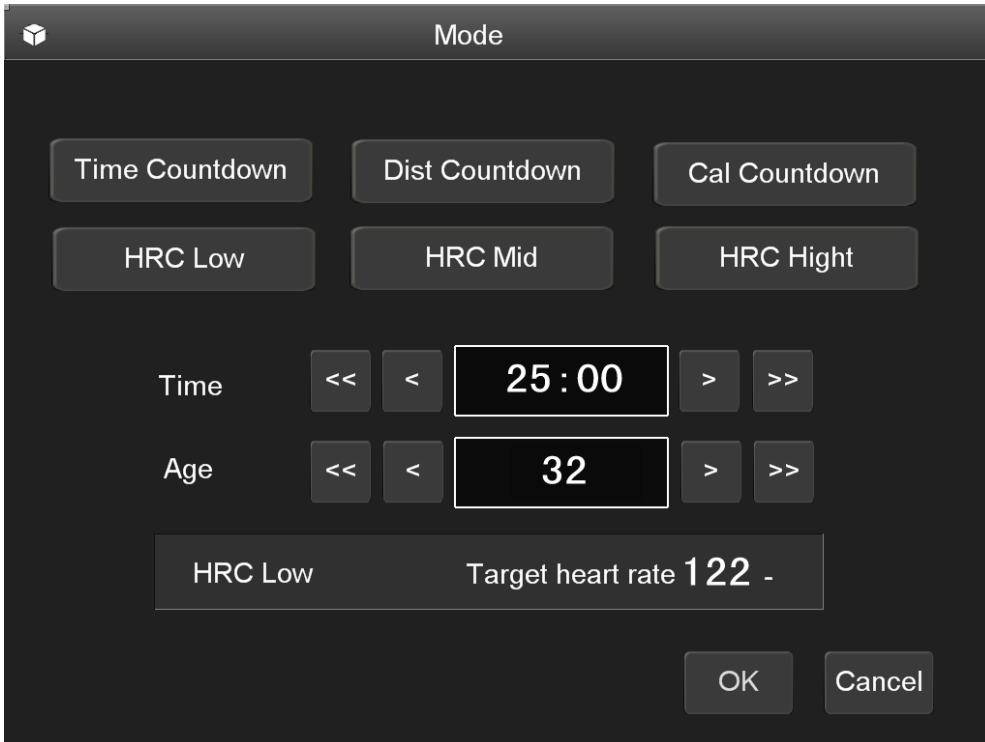 Mode
Time Countdown Dist Countdown Cal Countdown
HRC Low HRC Mid HRC Hight
Time << < 25:00 > >>
Age << < 32 > >>
HRC Low Target heart rate 122 -
OK Cancel